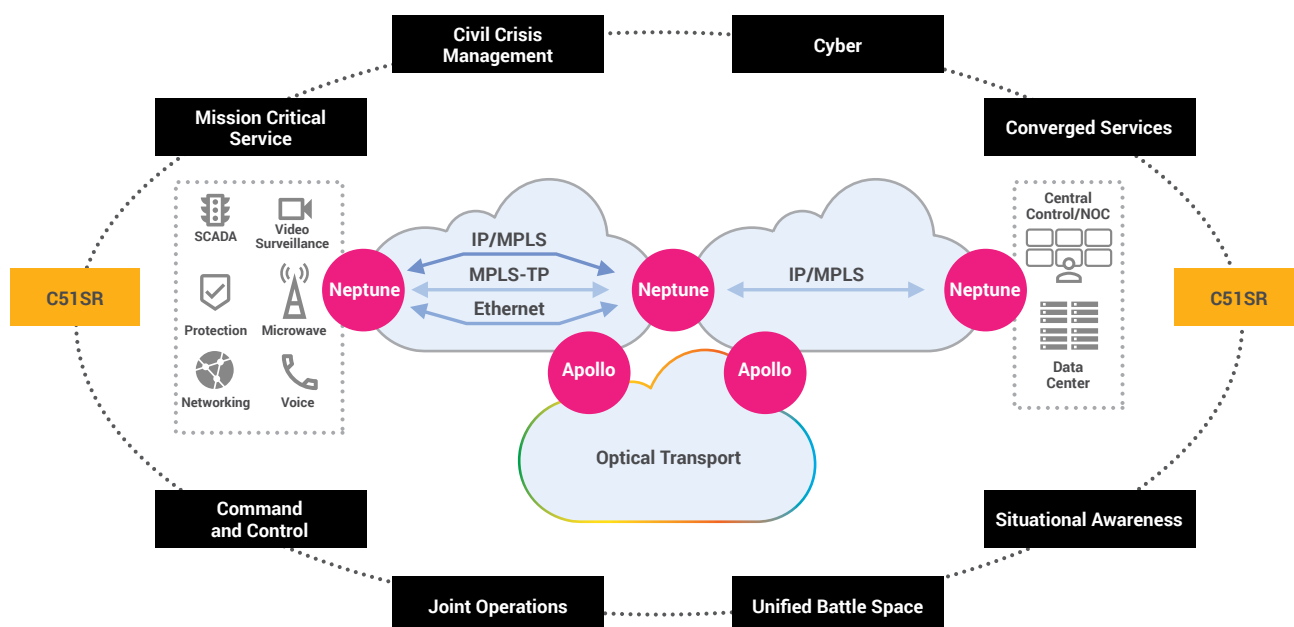 Civil Crisis
Management
Cyber
Mission Critical
Service
Converged Services
SCADA
Video
Surveillance
Protection
Microwave
Networking
Voice
C51SR
Neptune
IP/MPLS
MPLS-TP
Ethernet
Neptune
IP/MPLS
Neptune
Central
Control/NOC
Data
Center
C51SR
Apollo
Apollo
Optical Transport
Command
and Control
Situational Awareness
Joint Operations
Unified Battle Space